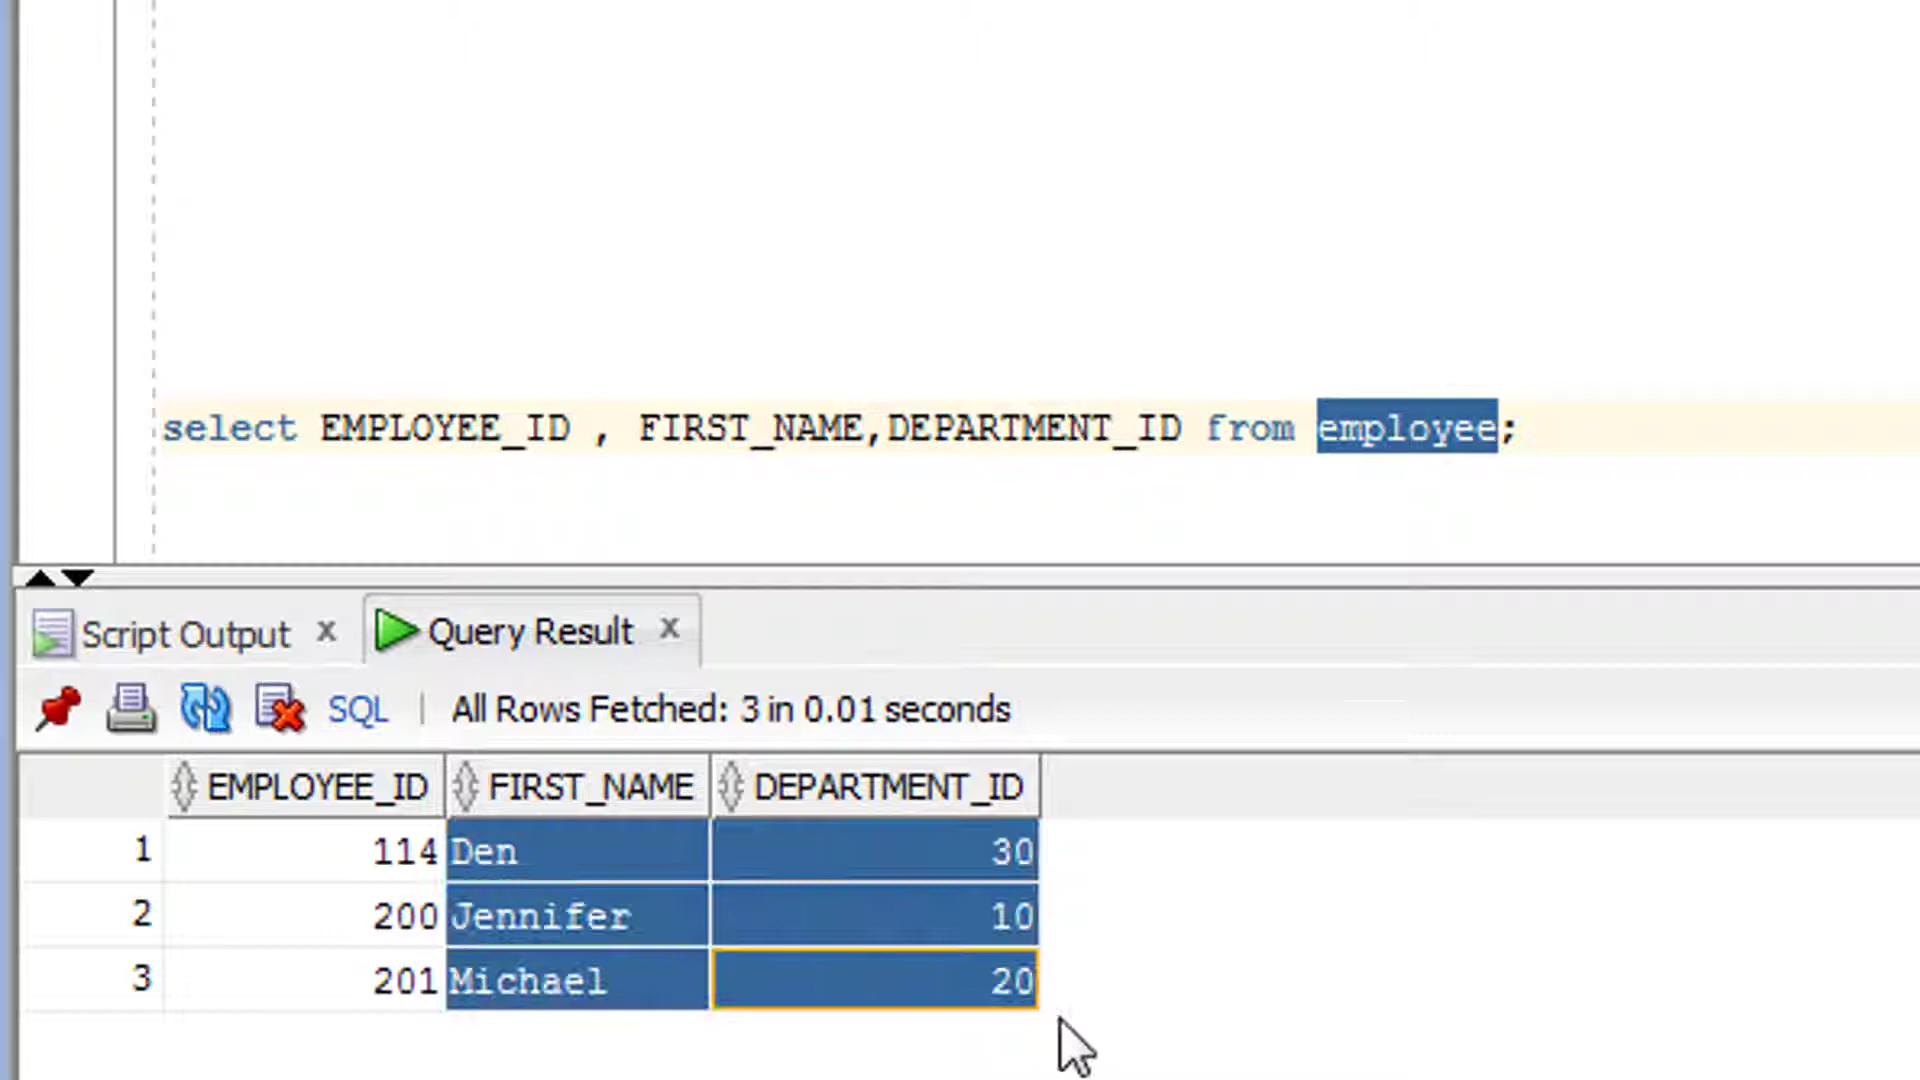 select EMPLOYEE_ID , FIRST_NAME,DEPARTMENT_ID from employee;
Script Output x Query Result x
SQL | All Rows Fetched: 3 in 0.01 seconds
EMPLOYEE_ID FIRST_NAME DEPARTMENT_ID
1 114 Den 30
2 200 Jennifer 10
3 201 Michael 20